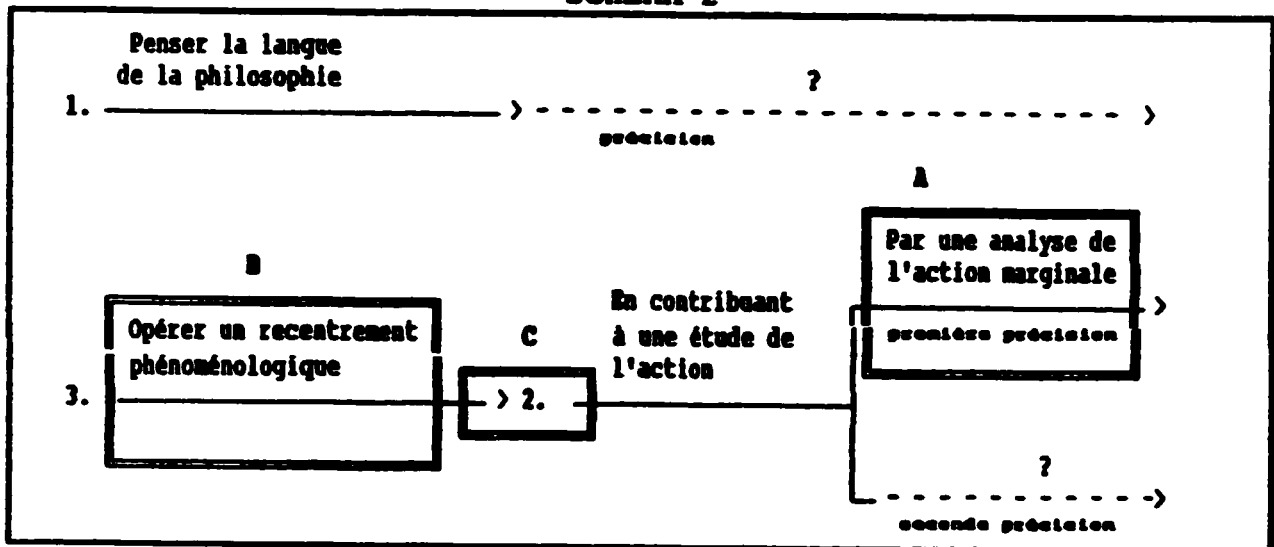 Penser la langue
de la philosophie
?
1.
précision
A
Par une analyse de
l'action marginale
première précision
B
Opérer un recentrement
phénoménologique
C
En contribuant
à une étude de
l'action
3.
> 2.
?
seconde précision